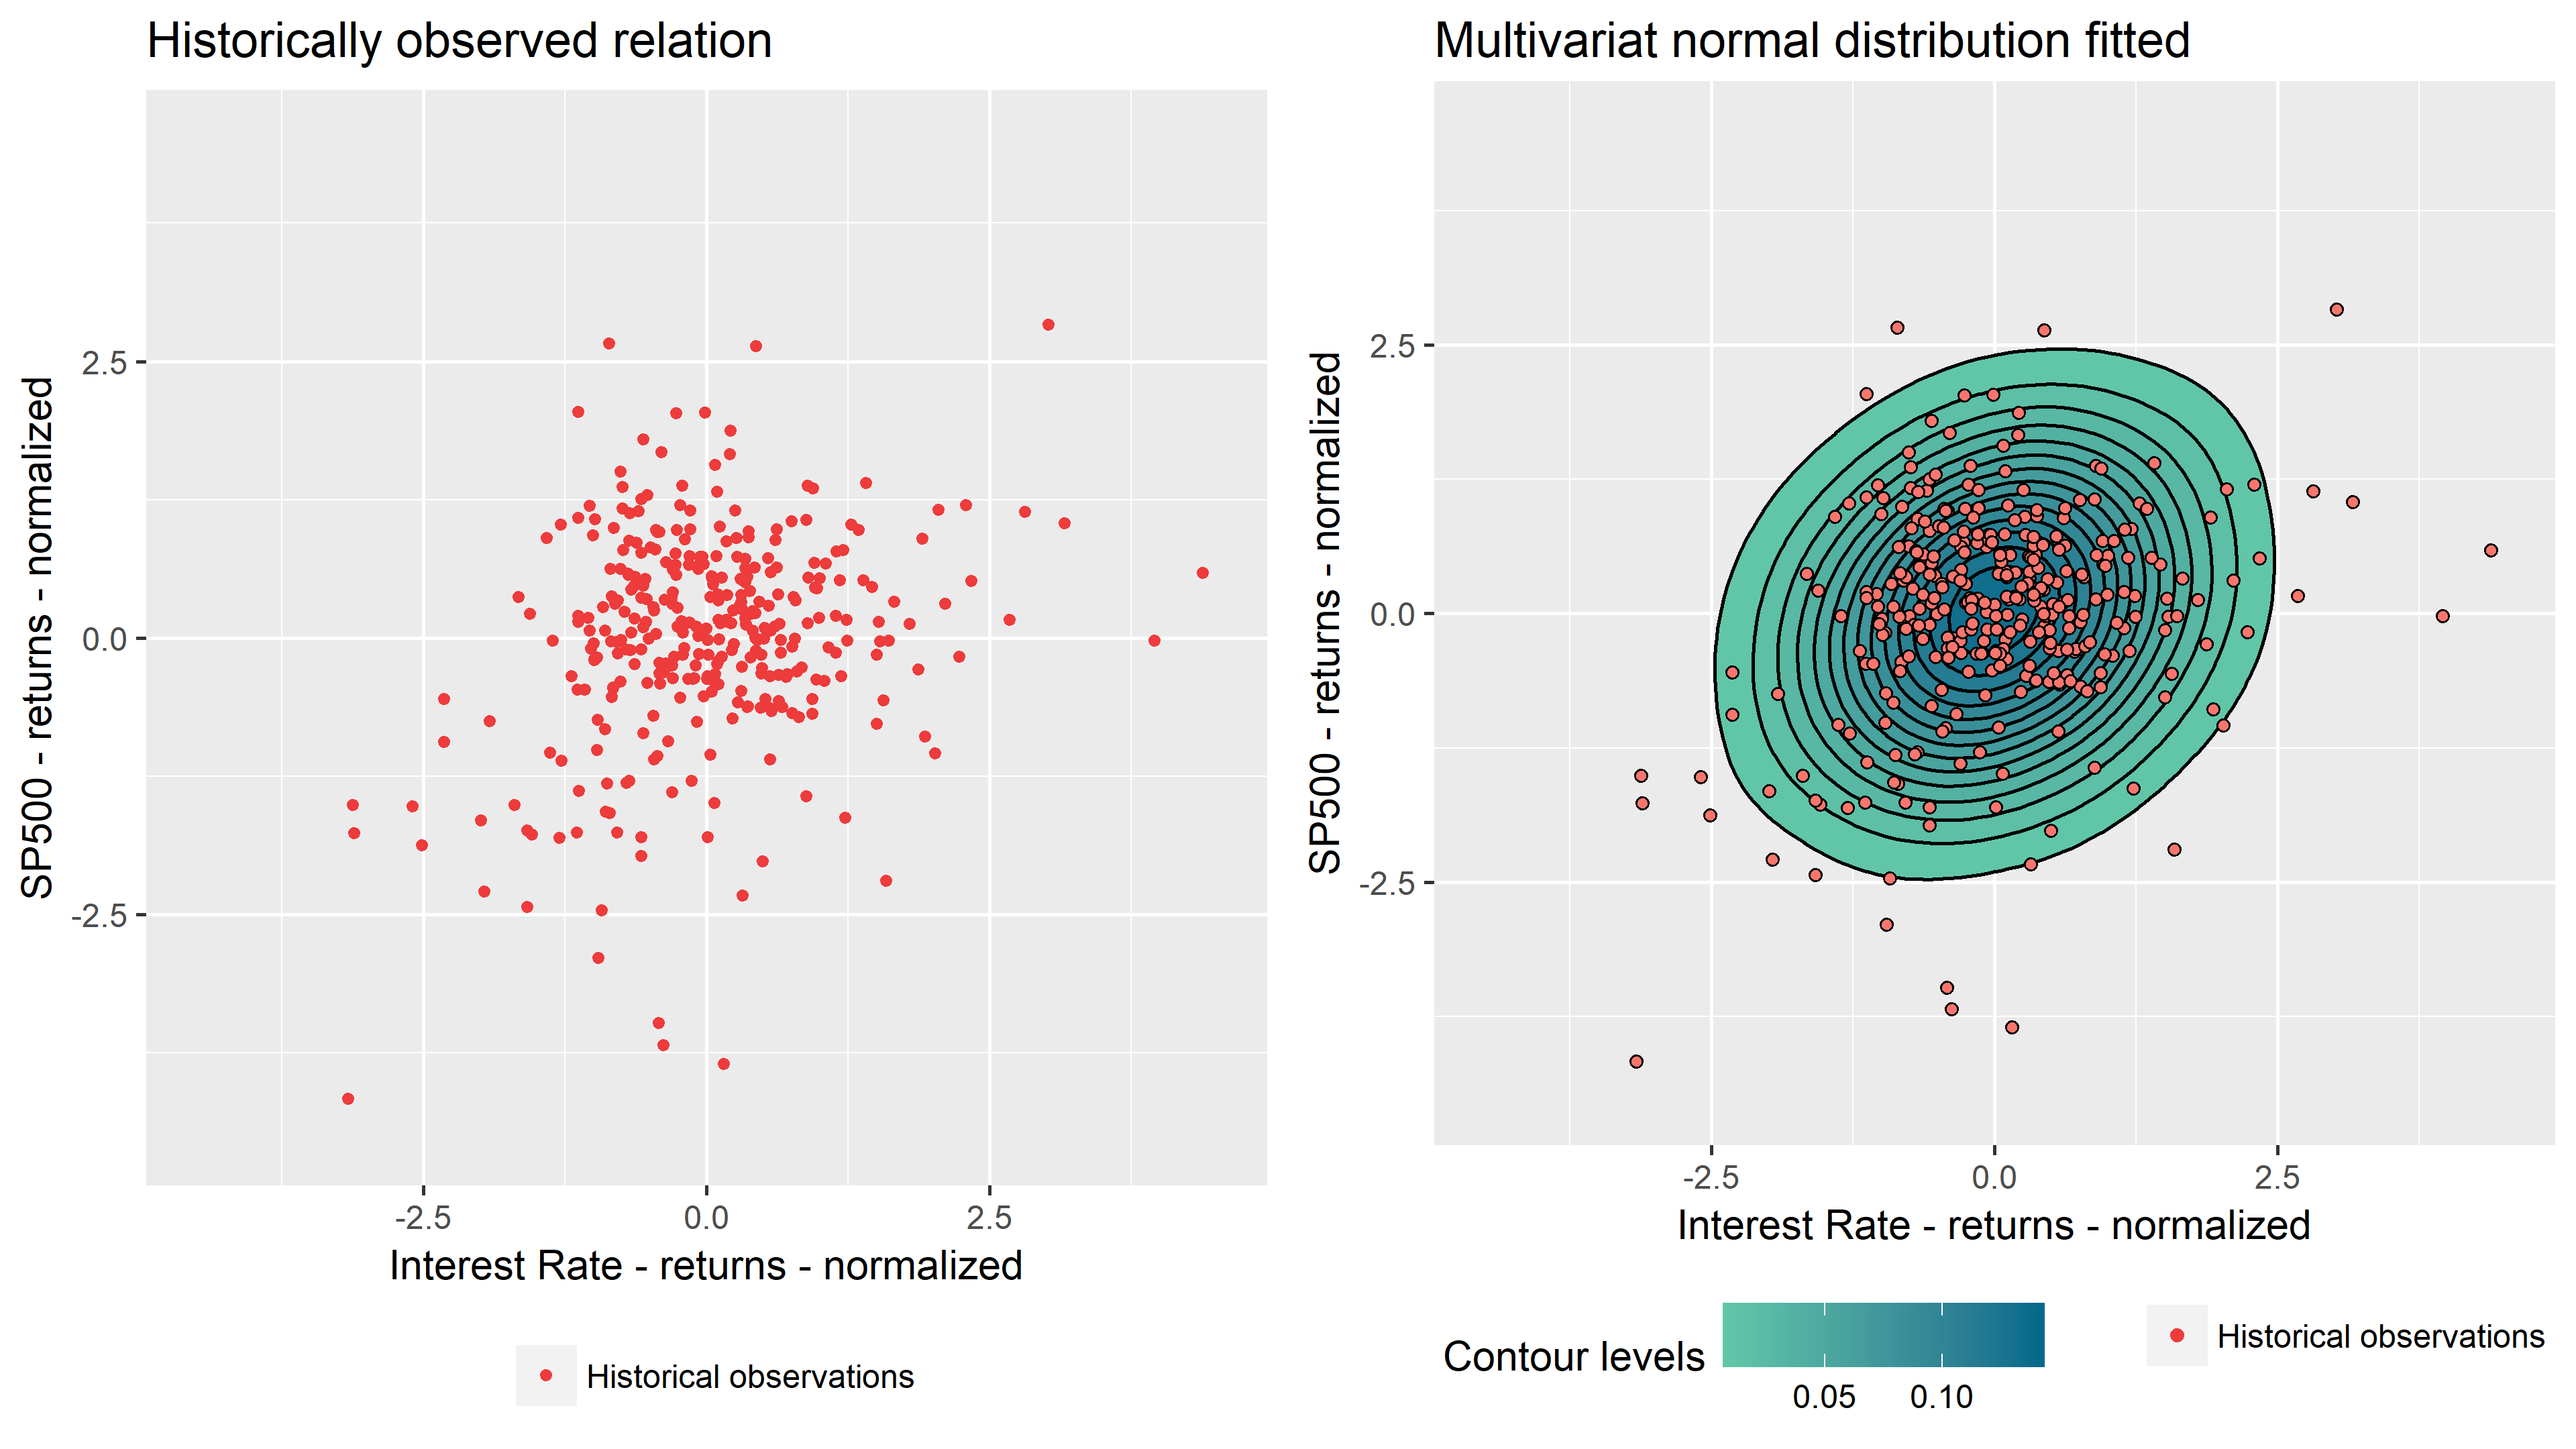 Historically observed relation
SP500 - returns - normalized
2.5
0.0
-2.5
-2.5 0.0 2.5
Interest Rate - returns - normalized
Historical observations
Multivariat normal distribution fitted
SP500 - returns - normalized
2.5
0.0
-2.5
-2.5 0.0 2.5
Interest Rate - returns - normalized
Contour levels
0.05 0.10
Historical observations